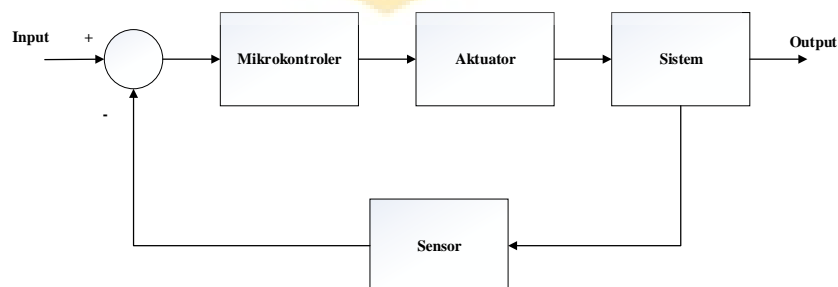 Input
+
Mikrokontroler
Aktuator
Sistem
Output
-
Sensor